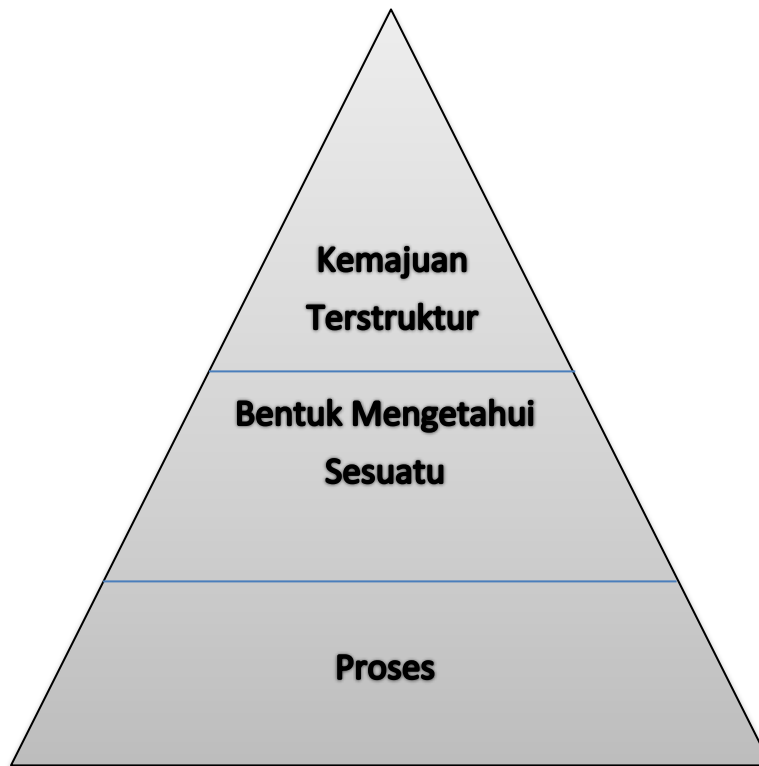 Kemajuan
Terstruktur
Bentuk Mengetahui
Sesuatu
Proses